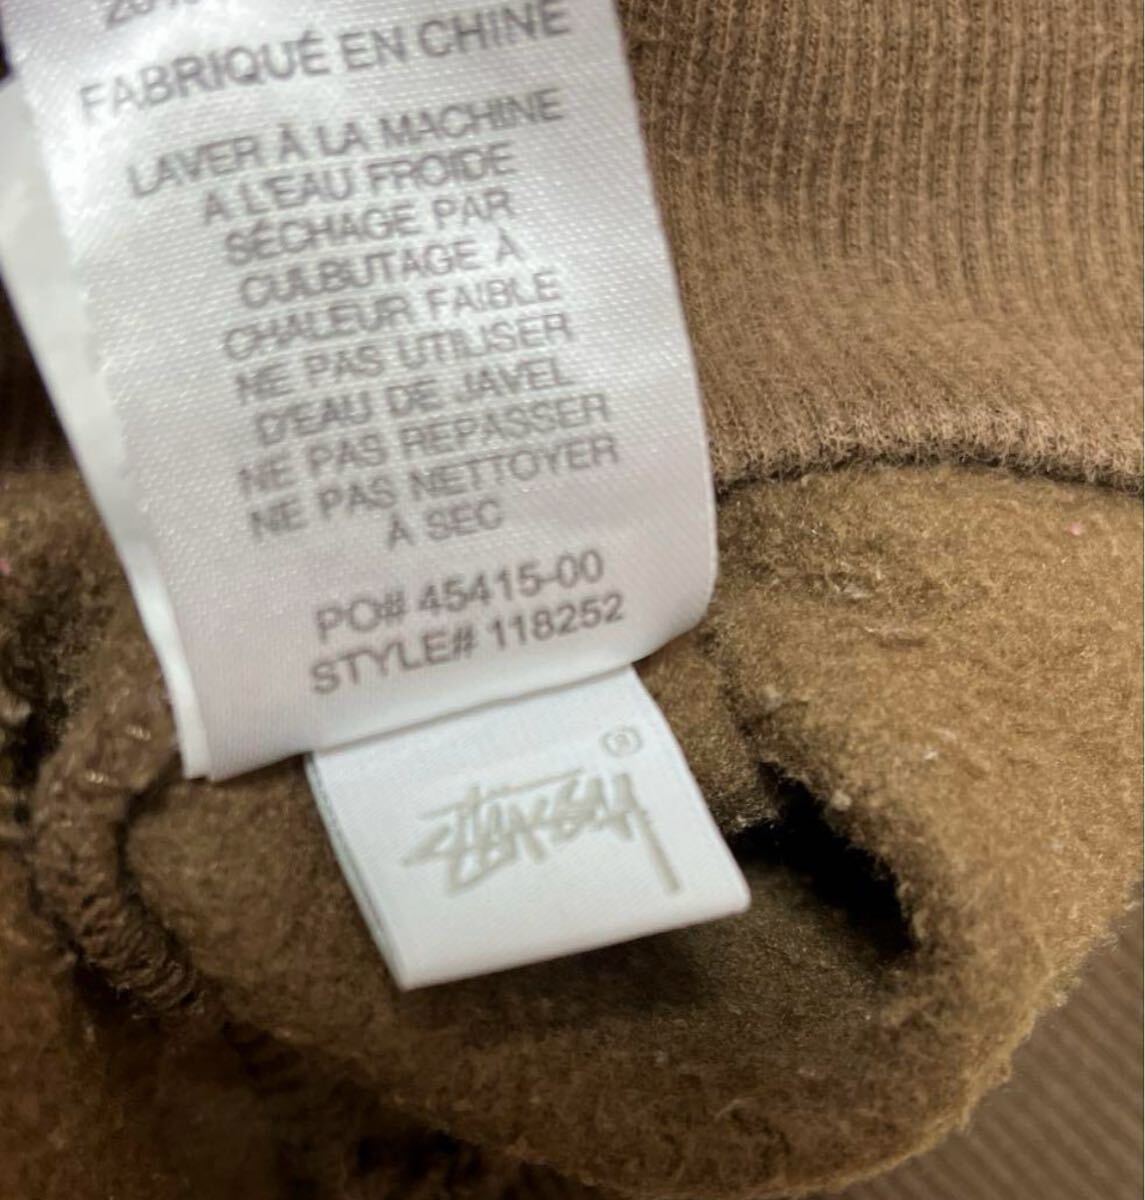 FABRIQUÉ EN CHINE
LAVER À LA MACHINE
A L'EAU FROIDE
SÉCHAGE PAR
CULBUTAGE À
CHALEUR FAIBLE
NE PAS UTILISER
D'EAU DE JAVEL
NE PAS REPASSER
NE PAS NETTOYER
À SEC
PO# 45415-00
STYLE# 118252
®
STÜSSY